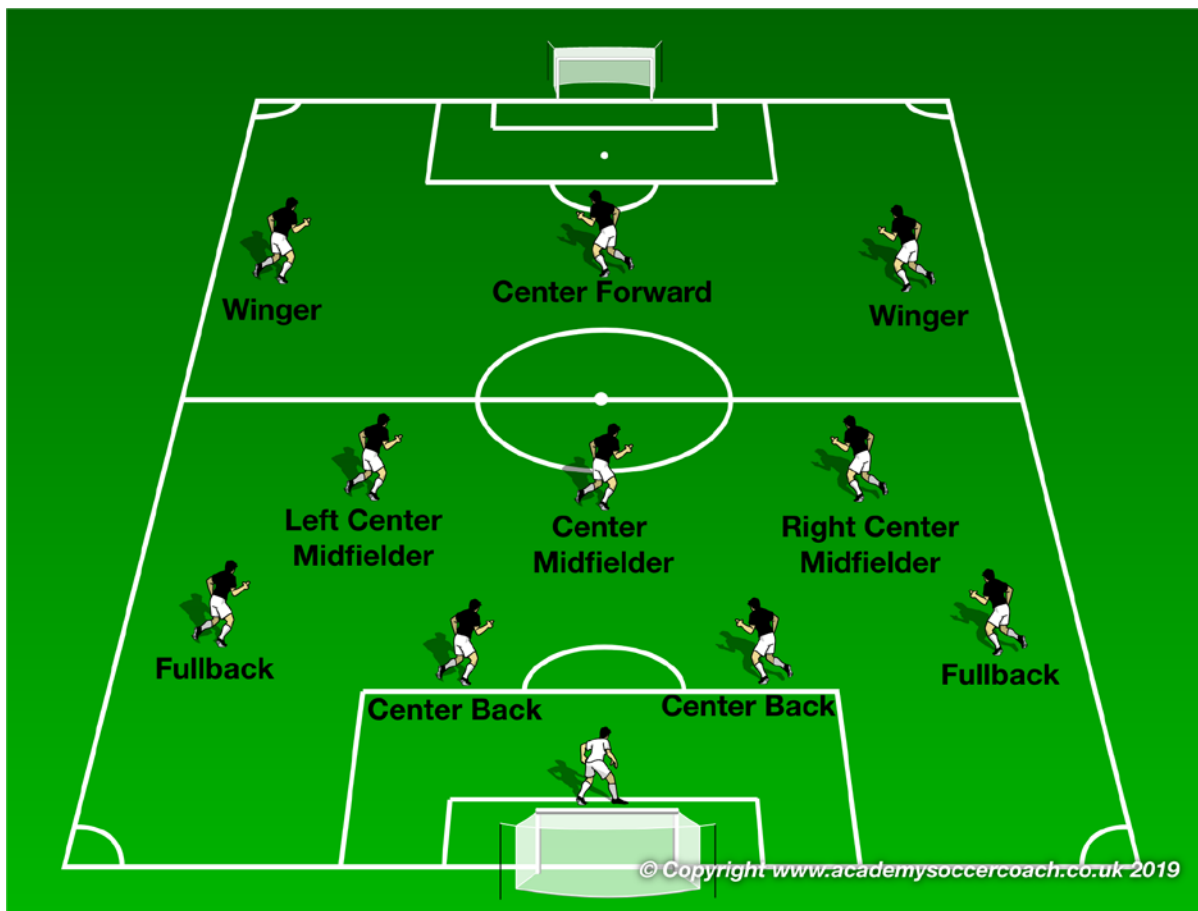 Center Forward
Winger
Winger
Left Center
Midfielder
Center
Midfielder
Right Center
Midfielder
Fullback
Fullback
Center Back
Center Back
© Copyright www.academysoccercoach.co.uk 2019